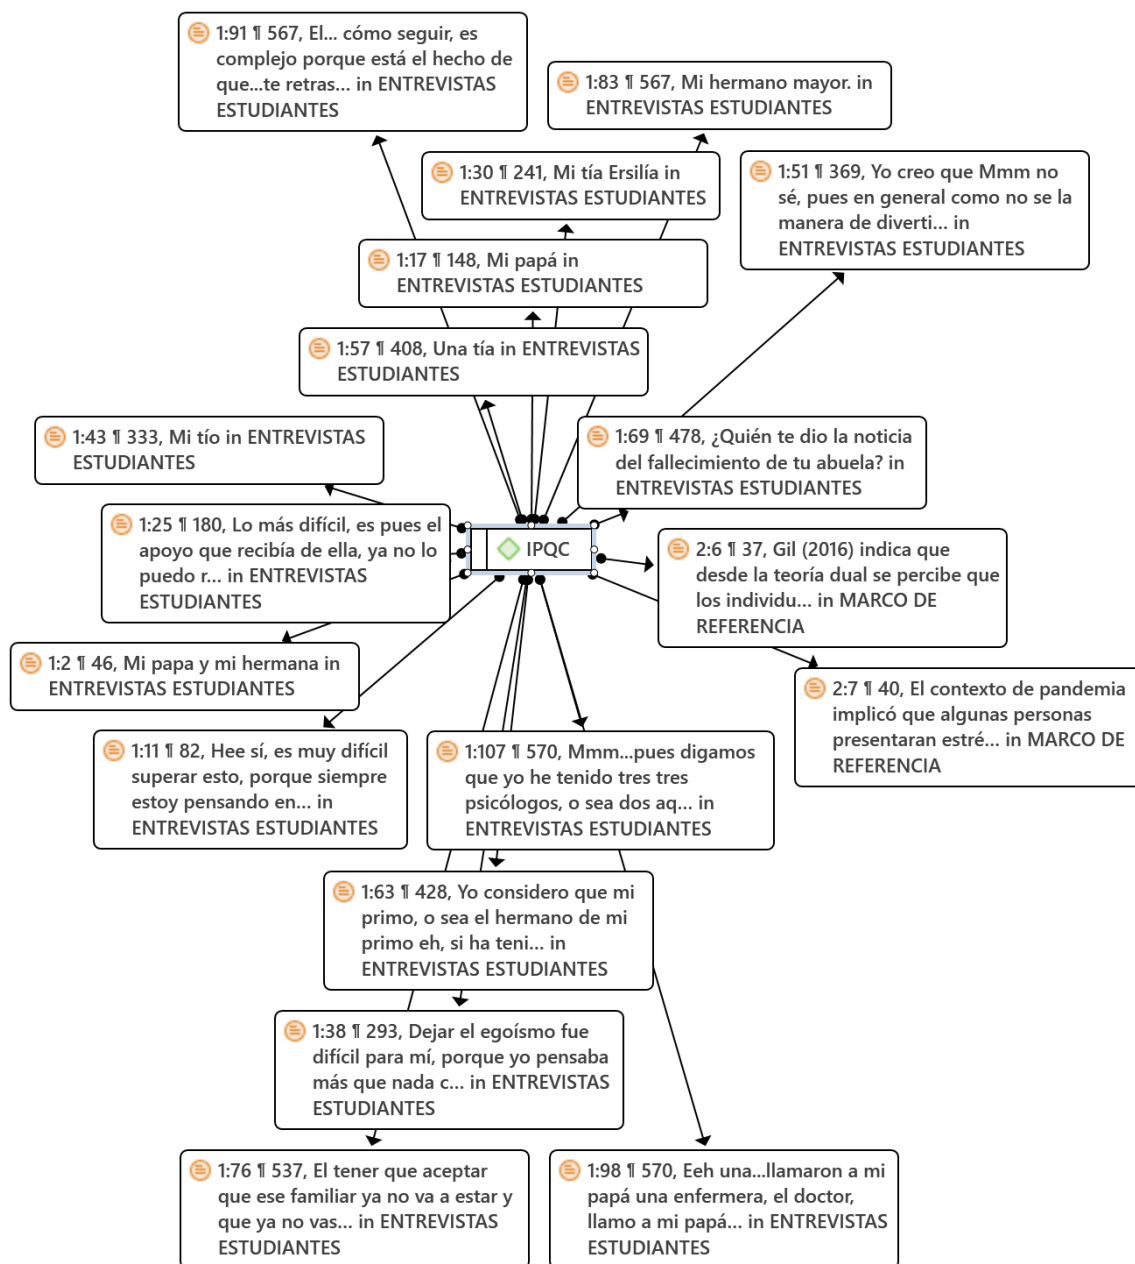 1:91 ¶ 567, El... cómo seguir, es
complejo porque está el hecho de
que...te retras... in ENTREVISTAS
ESTUDIANTES
1:83 ¶ 567, Mi hermano mayor. in
ENTREVISTAS ESTUDIANTES
1:30 ¶ 241, Mi tía Ersilía in
ENTREVISTAS ESTUDIANTES
1:51 ¶ 369, Yo creo que Mmm no
sé, pues en general como no se la
manera de diverti... in
ENTREVISTAS ESTUDIANTES
1:17 ¶ 148, Mi papá in
ENTREVISTAS ESTUDIANTES
1:57 ¶ 408, Una tía in ENTREVISTAS
ESTUDIANTES
1:43 ¶ 333, Mi tío in ENTREVISTAS
ESTUDIANTES
1:69 ¶ 478, ¿Quién te dio la noticia
del fallecimiento de tu abuela? in
ENTREVISTAS ESTUDIANTES
1:25 ¶ 180, Lo más difícil, es pues el
apoyo que recibía de ella, ya no lo
puedo r... in ENTREVISTAS
ESTUDIANTES
IPQC
2:6 ¶ 37, Gil (2016) indica que
desde la teoría dual se percibe que
los individu... in MARCO DE
REFERENCIA
1:2 ¶ 46, Mi papa y mi hermana in
ENTREVISTAS ESTUDIANTES
2:7 ¶ 40, El contexto de pandemia
implicó que algunas personas
presentaran estré... in MARCO DE
REFERENCIA
1:11 ¶ 82, Hee sí, es muy difícil
superar esto, porque siempre
estoy pensando en... in
ENTREVISTAS ESTUDIANTES
1:107 ¶ 570, Mmm...pues digamos
que yo he tenido tres tres
psicólogos, o sea dos aq... in
ENTREVISTAS ESTUDIANTES
1:63 ¶ 428, Yo considero que mi
primo, o sea el hermano de mi
primo eh, si ha teni... in
ENTREVISTAS ESTUDIANTES
1:38 ¶ 293, Dejar el egoísmo fue
difícil para mí, porque yo pensaba
más que nada c... in ENTREVISTAS
ESTUDIANTES
1:76 ¶ 537, El tener que aceptar
que ese familiar ya no va a estar y
que ya no vas... in ENTREVISTAS
ESTUDIANTES
1:98 ¶ 570, Eeh una...llamaron a mi
papá una enfermera, el doctor,
llamo a mi papá... in ENTREVISTAS
ESTUDIANTES